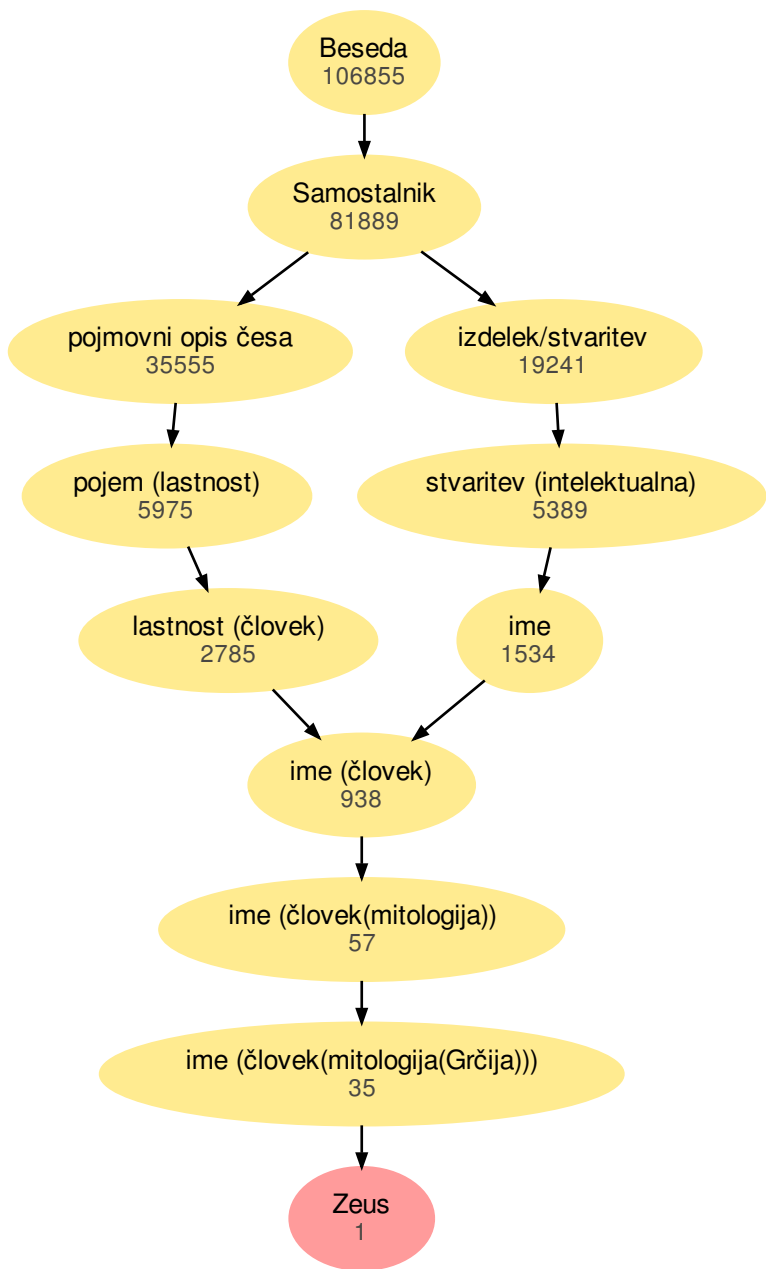 Beseda
106855
Samostalnik
81889
pojmovni opis česa
35555
izdelek/stvaritev
19241
pojem (lastnost)
5975
stvaritev (intelektualna)
5389
lastnost (človek)
2785
ime
1534
ime (človek)
938
ime (človek(mitologija))
57
ime (človek(mitologija(Grčija)))
35
Zeus
1